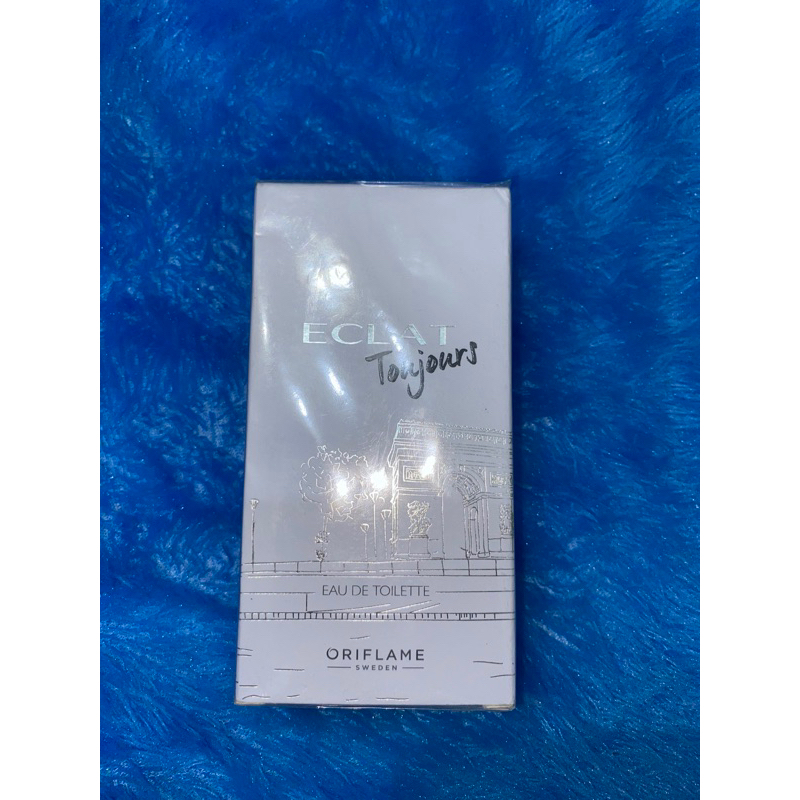 ECLAT
Toujours
EAU DE TOILETTE
ORIFLAME
SWEDEN